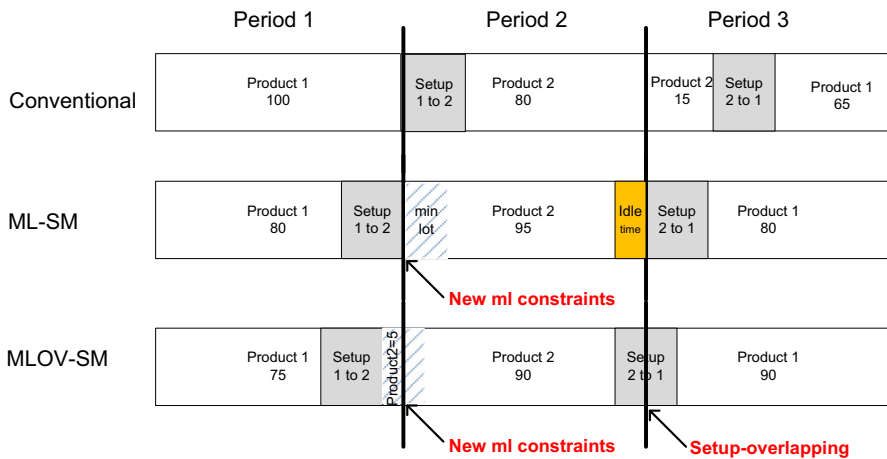 Period 1 Period 2 Period 3
Conventional
Product 1
100
Setup
1 to 2
Product 2
80
Product 2
15
Setup
2 to 1
Product 1
65
ML-SM
Product 1
80
Setup
1 to 2
min
lot
Product 2
95
Idle
time
Setup
2 to 1
Product 1
80
New ml constraints
MLOV-SM
Product 1
75
Setup
1 to 2
Product2=5
Product 2
90
Setup
2 to 1
Product 1
90
New ml constraints
Setup-overlapping